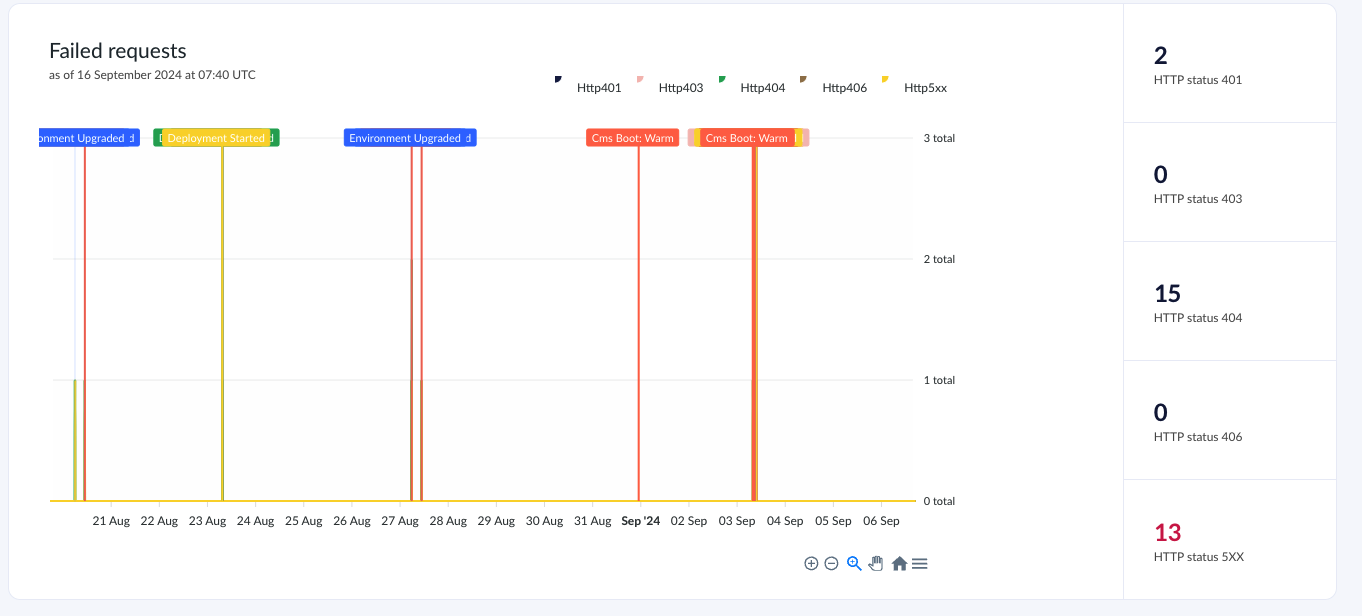 Failed requests
as of 16 September 2024 at 07:40 UTC
Http401 Http403 Http404 Http406 Http5xx
onment Upgraded d
Deployment Started d
Environment Upgraded d
Cms Boot: Warm
Cms Boot: Warm
3 total
2 total
1 total
0 total
21 Aug 22 Aug 23 Aug 24 Aug 25 Aug 26 Aug 27 Aug 28 Aug 29 Aug 30 Aug 31 Aug Sep '24 02 Sep 03 Sep 04 Sep 05 Sep 06 Sep
2
HTTP status 401
0
HTTP status 403
15
HTTP status 404
0
HTTP status 406
13
HTTP status 5XX